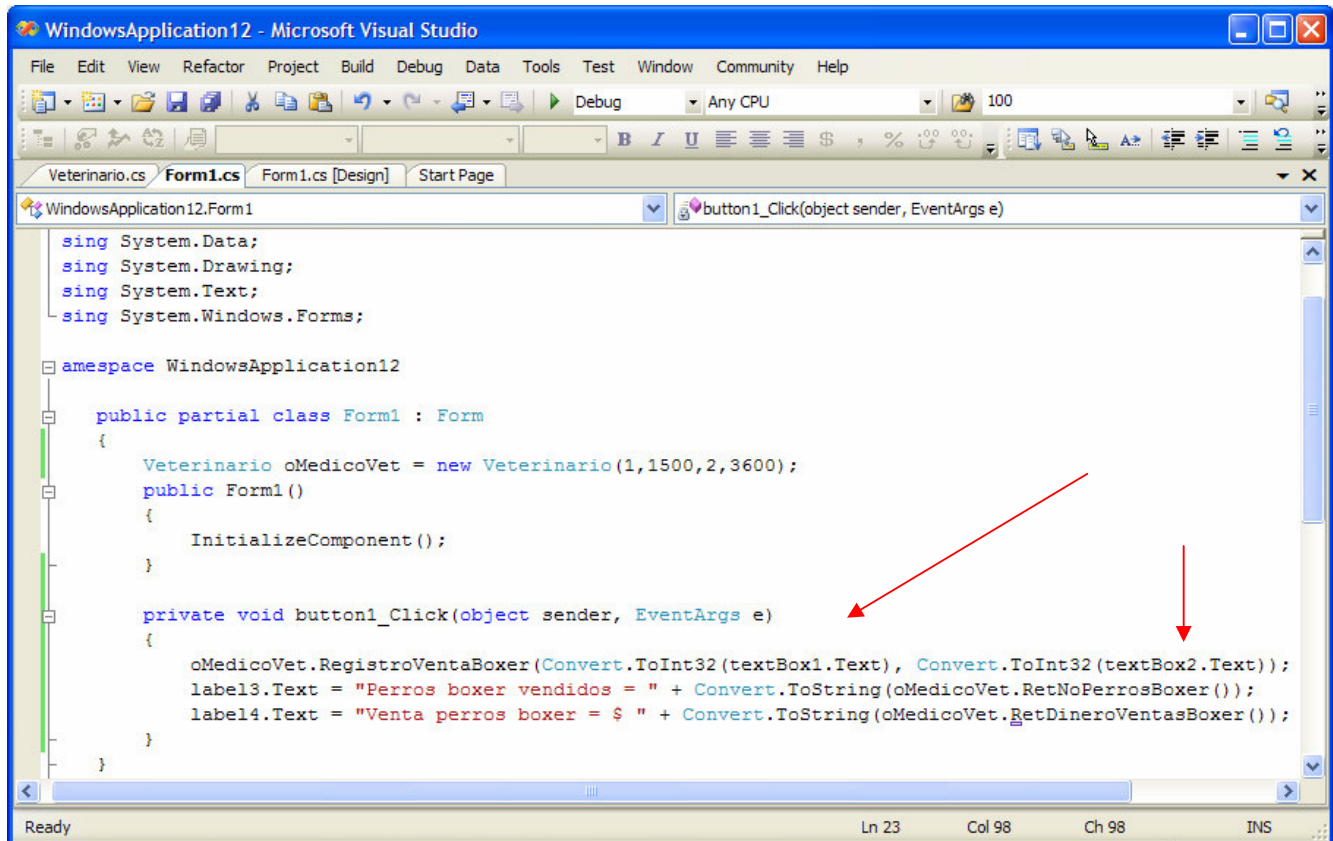 WindowsApplication12 - Microsoft Visual Studio
File Edit View Refactor Project Build Debug Data Tools Test Window Community Help
Debug Any CPU 100
B I U $ , %
Veterinario.cs Form1.cs Form1.cs [Design] Start Page
WindowsApplication12.Form1 button1_Click(object sender, EventArgs e)
sing System.Data;
sing System.Drawing;
sing System.Text;
sing System.Windows.Forms;
amespace WindowsApplication12
public partial class Form1 : Form
{
Veterinario oMedicoVet = new Veterinario(1,1500,2,3600);
public Form1()
{
InitializeComponent();
}
private void button1_Click(object sender, EventArgs e)
{
oMedicoVet.RegistroVentaBoxer(Convert.ToInt32(textBox1.Text), Convert.ToInt32(textBox2.Text));
label3.Text = "Perros boxer vendidos = " + Convert.ToString(oMedicoVet.RetNoPerrosBoxer());
label4.Text = "Venta perros boxer = $ " + Convert.ToString(oMedicoVet.RetDineroVentasBoxer());
}
}
Ready Ln 23 Col 98 Ch 98 INS